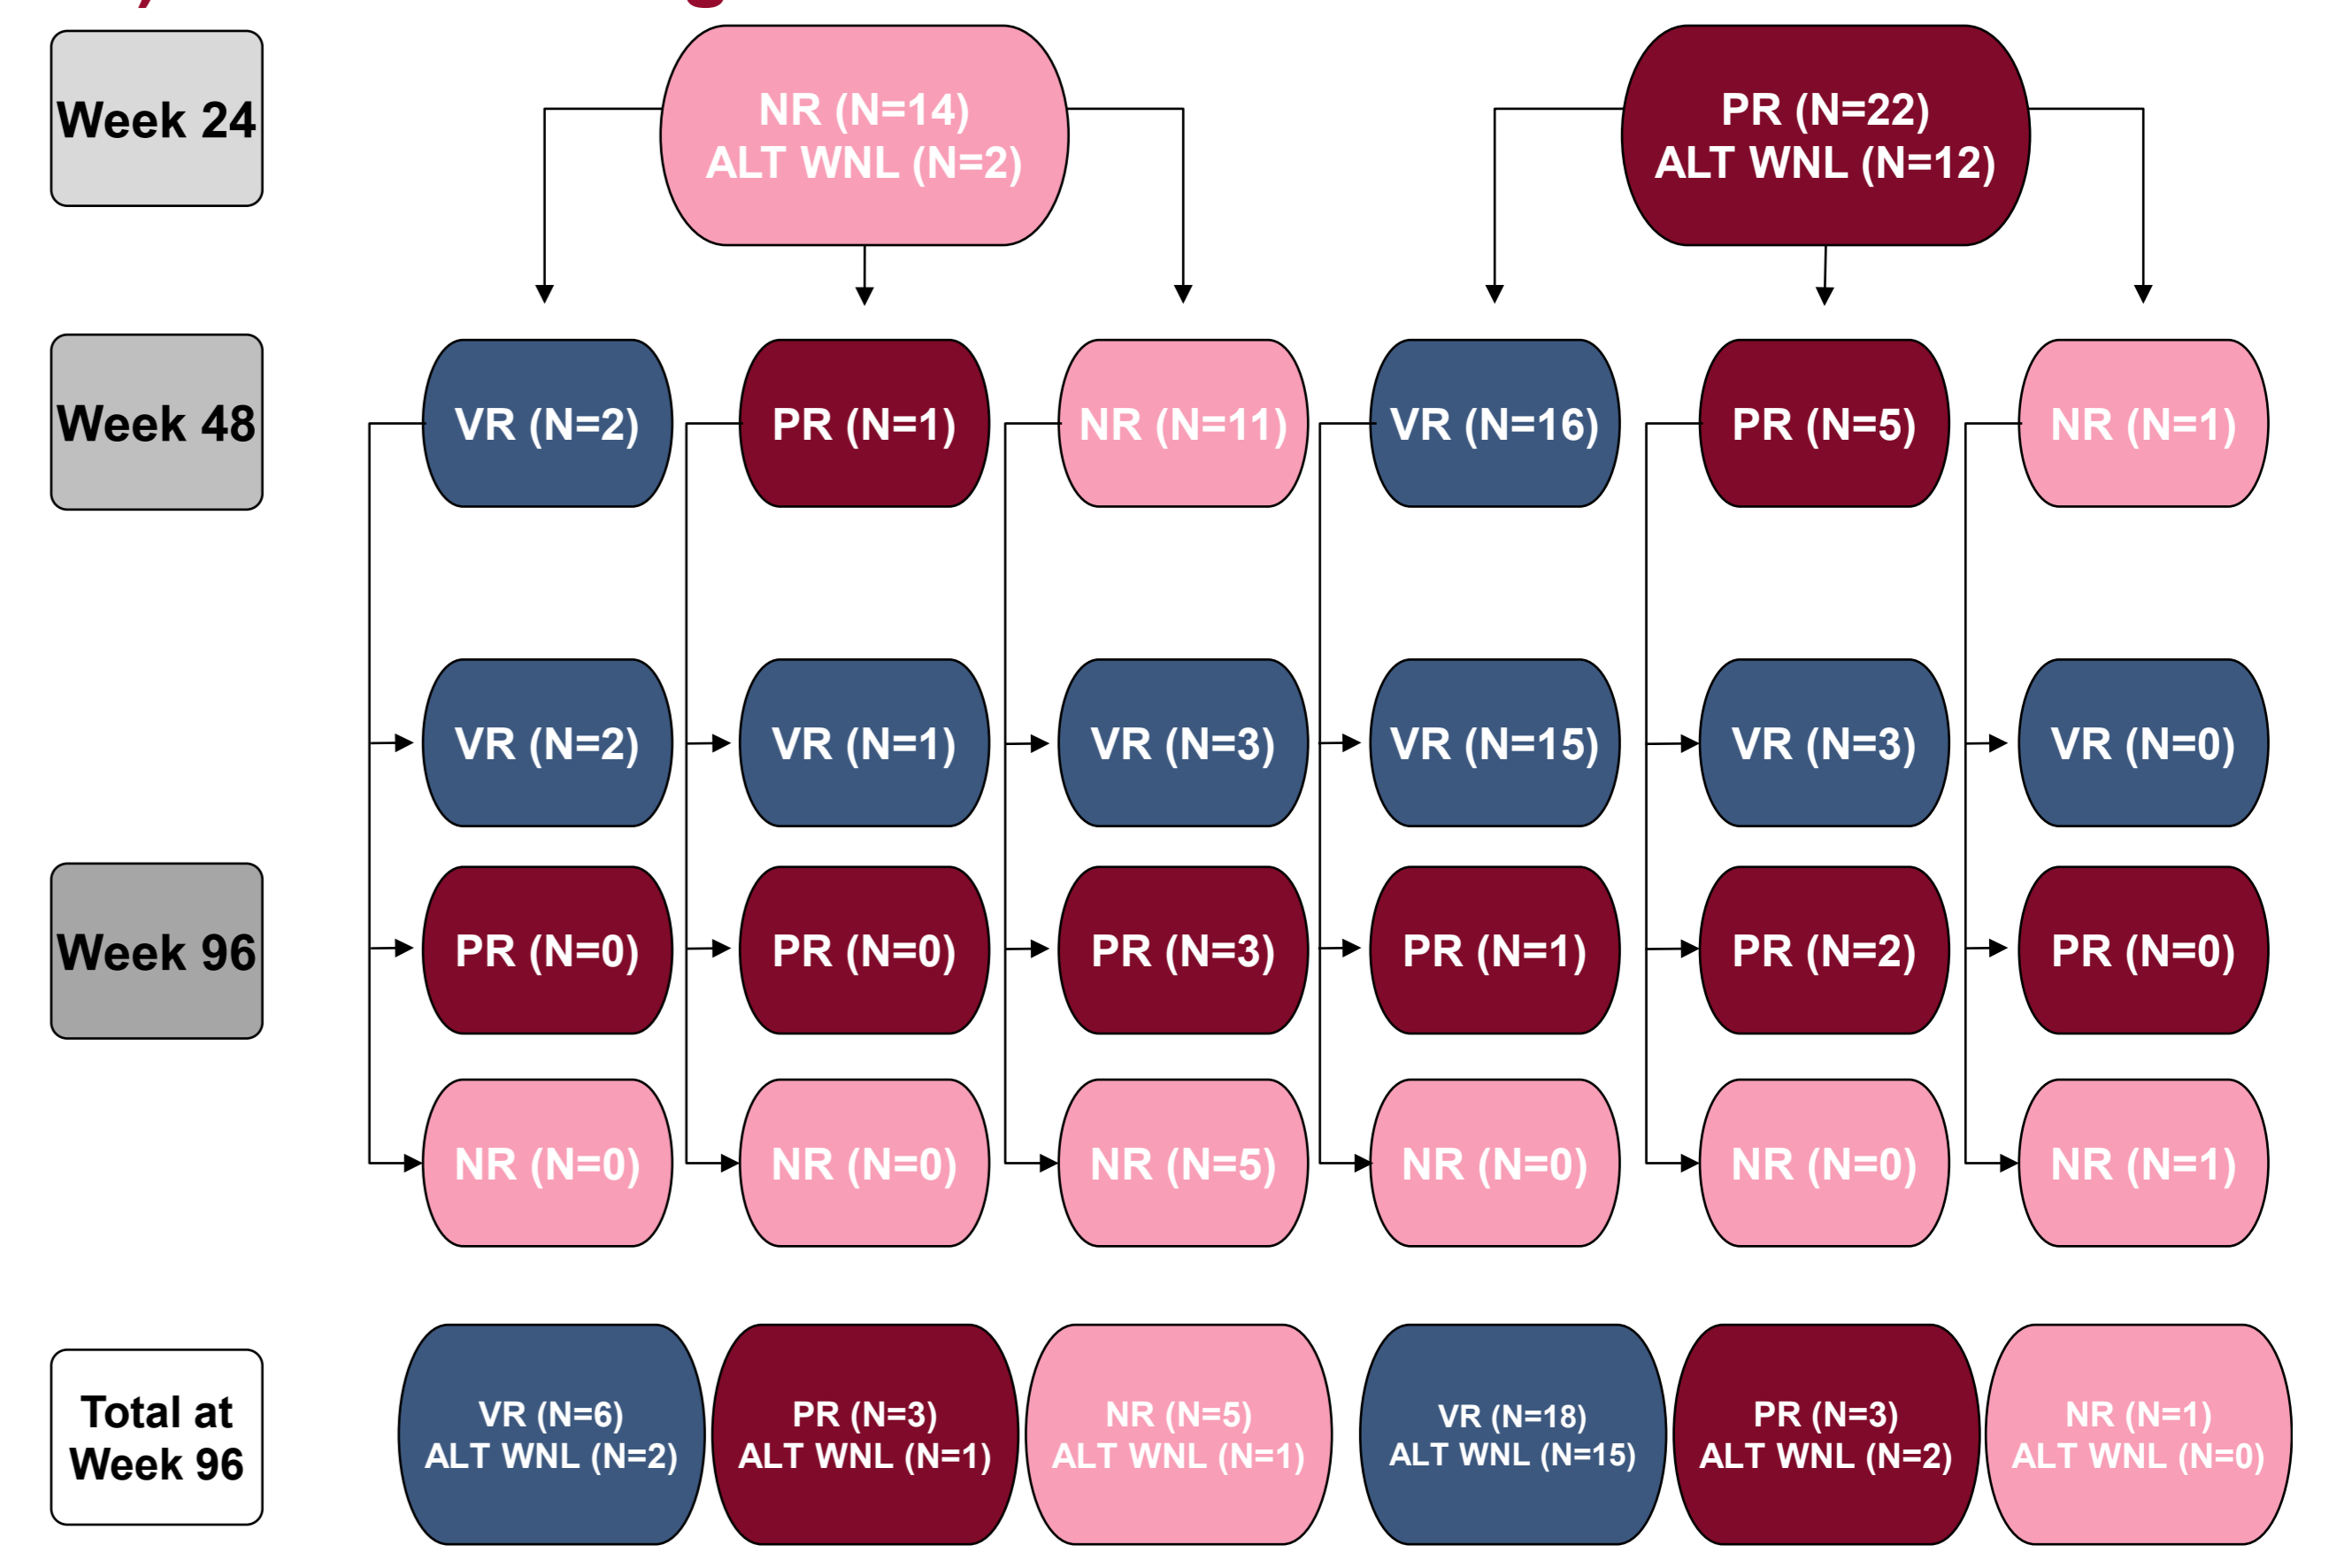 Week 24
NR (N=14)
ALT WNL (N=2)
PR (N=22)
ALT WNL (N=12)
Week 48
VR (N=2)
PR (N=1)
NR (N=11)
VR (N=16)
PR (N=5)
NR (N=1)
VR (N=2)
VR (N=1)
VR (N=3)
VR (N=15)
VR (N=3)
VR (N=0)
Week 96
PR (N=0)
PR (N=0)
PR (N=3)
PR (N=1)
PR (N=2)
PR (N=0)
NR (N=0)
NR (N=0)
NR (N=5)
NR (N=0)
NR (N=0)
NR (N=1)
Total at
Week 96
VR (N=6)
ALT WNL (N=2)
PR (N=3)
ALT WNL (N=1)
NR (N=5)
ALT WNL (N=1)
VR (N=18)
ALT WNL (N=15)
PR (N=3)
ALT WNL (N=2)
NR (N=1)
ALT WNL (N=0)